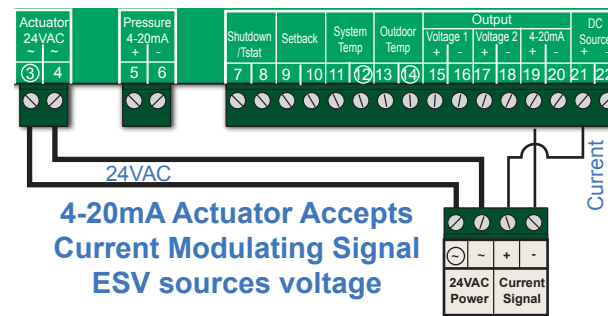 Actuator
24VAC
~ ~
3 4
Pressure
4-20mA
+ -
5 6
Shutdown
/Tstat
7 8
Setback
9 10
System
Temp
11 12
Outdoor
Temp
13 14
Output
Voltage 1 Voltage 2 4-20mA
+ - + - + -
15 16 17 18 19 20
DC
Source
+
21 22
24VAC
Current
4-20mA Actuator Accepts
Current Modulating Signal
ESV sources voltage
~ ~ + -
24VAC
Power
Current
Signal